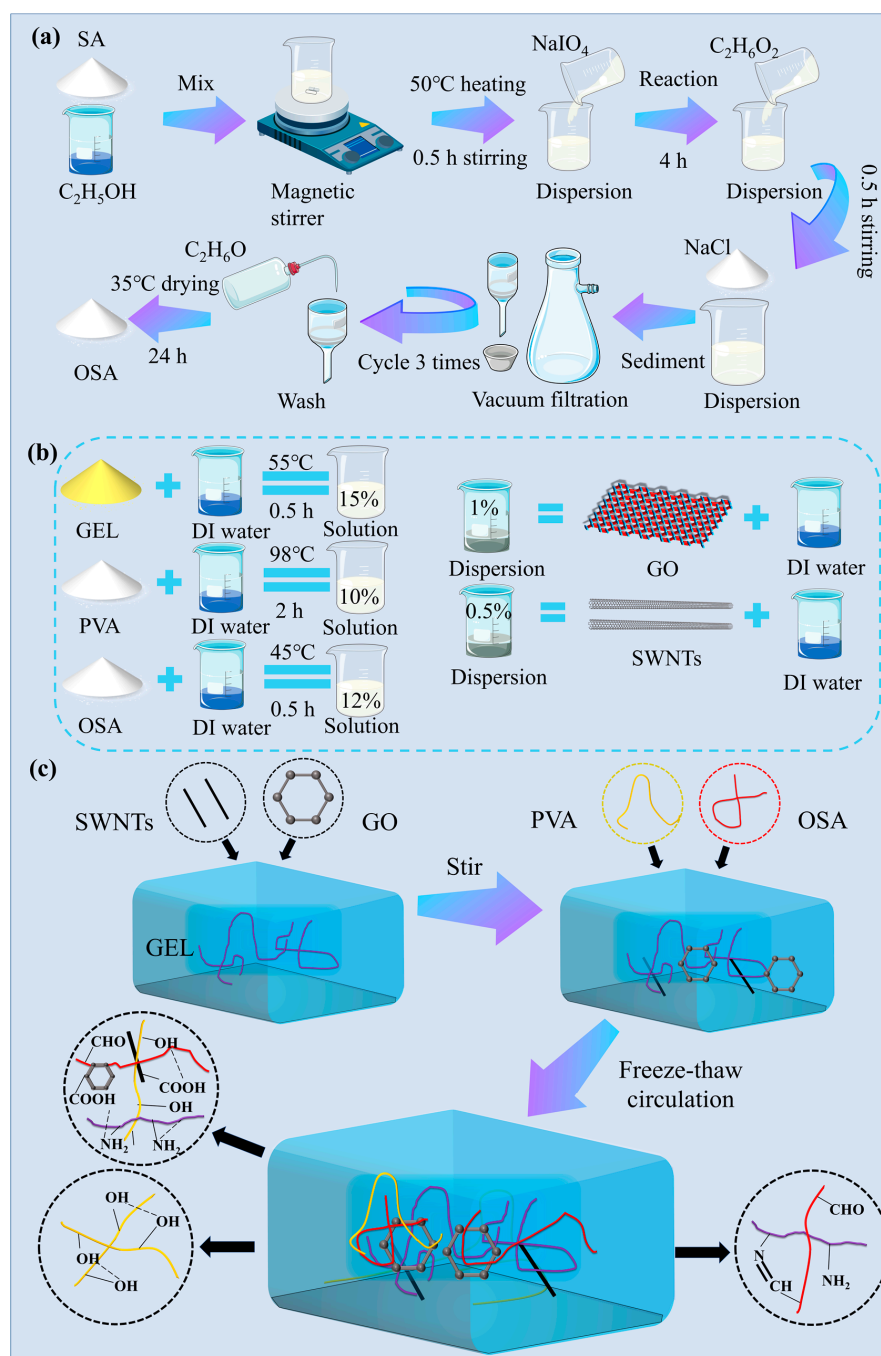 (a)
SA
C₂H₅OH
Mix
Magnetic
stirrer
50℃ heating
0.5 h stirring
NaIO₄
Dispersion
Reaction
4 h
C₂H₆O₂
Dispersion
0.5 h stirring
NaCl
Dispersion
Sediment
Vacuum filtration
Cycle 3 times
C₂H₆O
Wash
35℃ drying
24 h
OSA
(b)
GEL
DI water
55℃
0.5 h
15%
Solution
PVA
DI water
98℃
2 h
10%
Solution
OSA
DI water
45℃
0.5 h
12%
Solution
1%
Dispersion
GO
DI water
0.5%
Dispersion
SWNTs
DI water
(c)
SWNTs
GO
GEL
Stir
PVA
OSA
Freeze-thaw
circulation
CHO
OH
COOH
COOH
OH
NH₂
NH₂
OH
OH
OH
OH
CHO
N
CH
NH₂